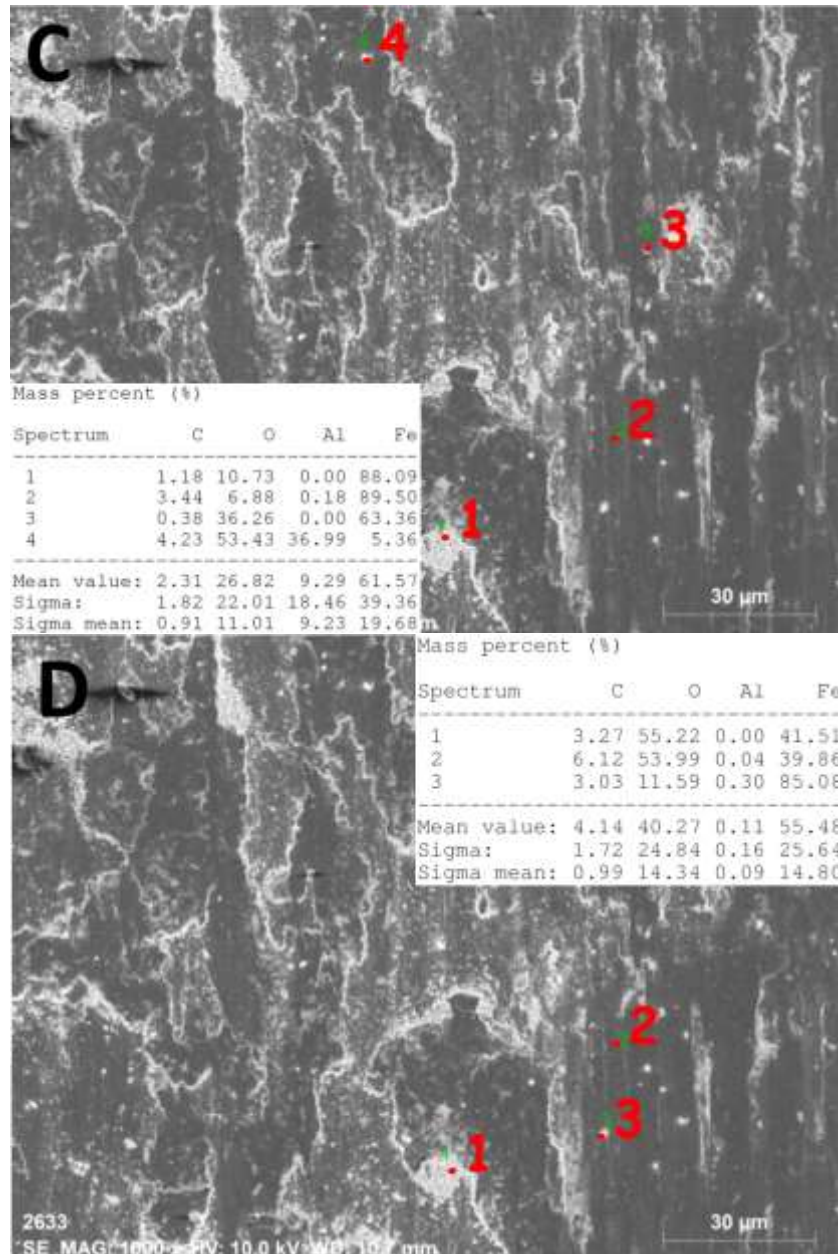 C
4
3
Mass percent (%)
Spectrum C O Al Fe
1 1.18 10.73 0.00 88.09
2 3.44 6.88 0.18 89.50
3 0.38 36.26 0.00 63.36
4 4.23 53.43 36.99 5.36
Mean value: 2.31 26.82 9.29 61.57
Sigma: 1.82 22.01 18.46 39.36
Sigma mean: 0.91 11.01 9.23 19.68
2
1
30 µm
D
Mass percent (%)
Spectrum C O Al Fe
1 3.27 55.22 0.00 41.51
2 6.12 53.99 0.04 39.86
3 3.03 11.59 0.30 85.08
Mean value: 4.14 40.27 0.11 55.48
Sigma: 1.72 24.84 0.16 25.64
Sigma mean: 0.99 14.34 0.09 14.80
2
3
1
2633
30 µm
SE MAG: 1000 x HV: 10.0 kV WD: mm